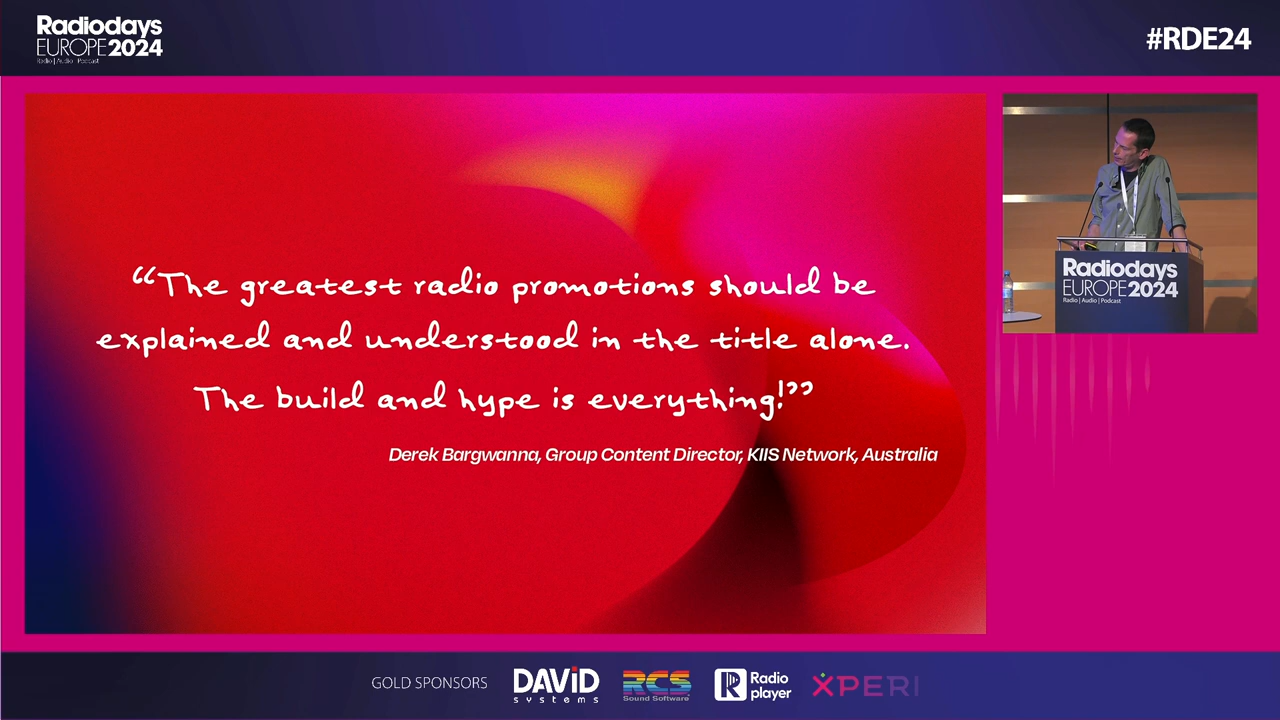 Radiodays
EUROPE 2024
Radio | Audio | Podcast
#RDE24
“The greatest radio promotions should be
explained and understood in the title alone.
The build and hype is everything!”
Derek Bargwanna, Group Content Director, KIIS Network, Australia
Radiodays
EUROPE 2024
Radio | Audio | Podcast
GOLD SPONSORS
DAVID
systems
RCS
Sound Software
Radio
player
XPERI